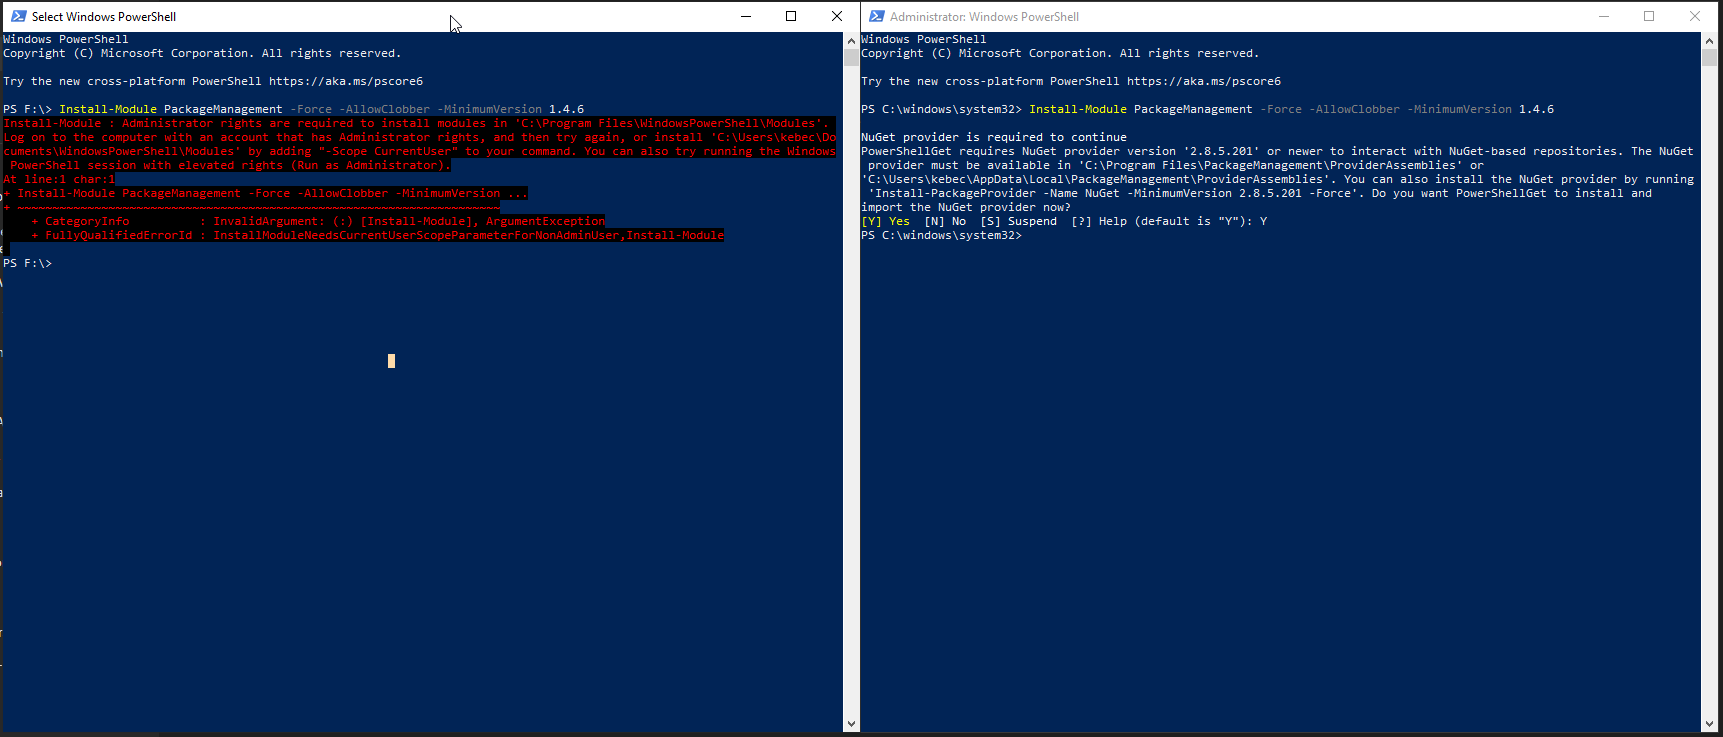 Select Windows PowerShell
Windows PowerShell
Copyright (C) Microsoft Corporation. All rights reserved.
Try the new cross-platform PowerShell https://aka.ms/pscore6
PS F:\> Install-Module PackageManagement -Force -AllowClobber -MinimumVersion 1.4.6
Install-Module : Administrator rights are required to install modules in 'C:\Program Files\WindowsPowerShell\Modules'.
Log on to the computer with an account that has Administrator rights, and then try again, or install 'C:\Users\kebec\Do
cuments\WindowsPowerShell\Modules' by adding "-Scope CurrentUser" to your command. You can also try running the Windows
 PowerShell session with elevated rights (Run as Administrator).
At line:1 char:1
+ Install-Module PackageManagement -Force -AllowClobber -MinimumVersion ...
+ ~~~~~~~~~~~~~~~~~~~~~~~~~~~~~~~~~~~~~~~~~~~~~~~~~~~~~~~~~~~~~~~~~~~~~
    + CategoryInfo          : InvalidArgument: (:) [Install-Module], ArgumentException
    + FullyQualifiedErrorId : InstallModuleNeedsCurrentUserScopeParameterForNonAdminUser,Install-Module
PS F:\>
Administrator: Windows PowerShell
Windows PowerShell
Copyright (C) Microsoft Corporation. All rights reserved.
Try the new cross-platform PowerShell https://aka.ms/pscore6
PS C:\windows\system32> Install-Module PackageManagement -Force -AllowClobber -MinimumVersion 1.4.6
NuGet provider is required to continue
PowerShellGet requires NuGet provider version '2.8.5.201' or newer to interact with NuGet-based repositories. The NuGet
 provider must be available in 'C:\Program Files\PackageManagement\ProviderAssemblies' or
'C:\Users\kebec\AppData\Local\PackageManagement\ProviderAssemblies'. You can also install the NuGet provider by running
 'Install-PackageProvider -Name NuGet -MinimumVersion 2.8.5.201 -Force'. Do you want PowerShellGet to install and
import the NuGet provider now?
[Y] Yes  [N] No  [S] Suspend  [?] Help (default is "Y"): Y
PS C:\windows\system32>